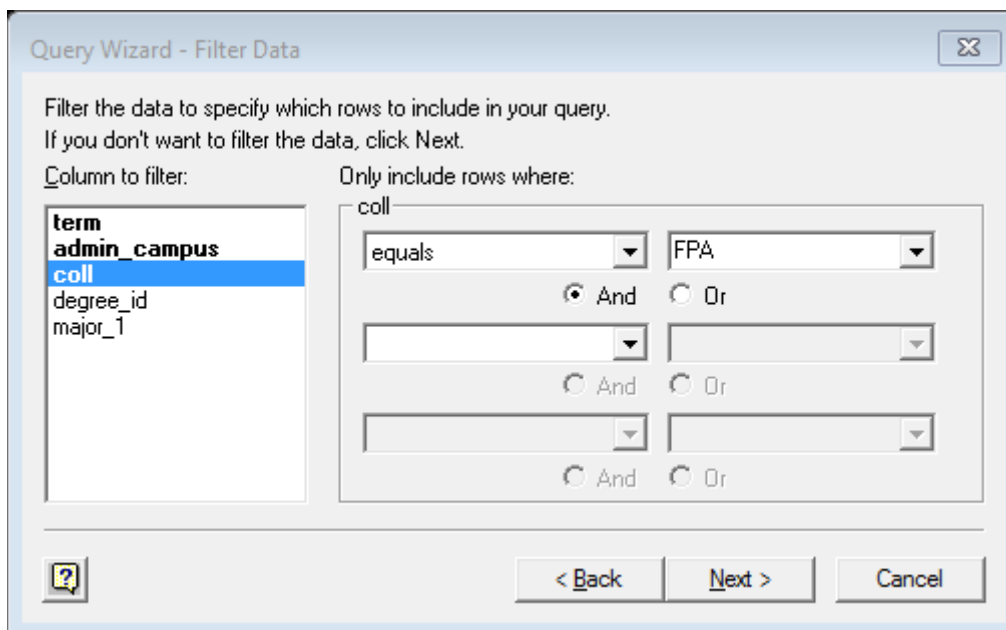 Query Wizard - Filter Data
Filter the data to specify which rows to include in your query.
If you don't want to filter the data, click Next.
Column to filter:
Only include rows where:
term
admin_campus
coll
degree_id
major_1
coll
equals
FPA
And
Or
And
Or
And
Or
?
< Back
Next >
Cancel